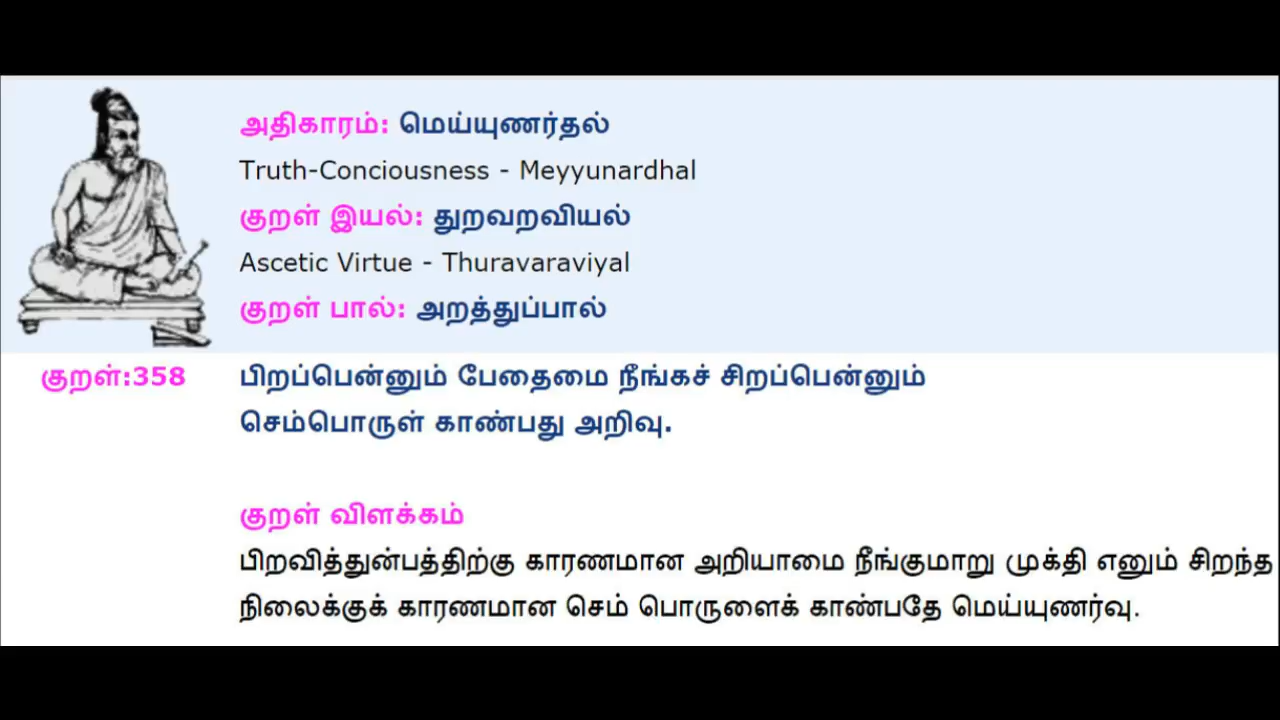 அதிகாரம்: மெய்யுணர்தல்
Truth-Conciousness - Meyyunardhal
குறள் இயல்: துறவறவியல்
Ascetic Virtue - Thuravaraviyal
குறள் பால்: அறத்துப்பால்
குறள்:358 பிறப்பென்னும் பேதைமை நீங்கச் சிறப்பென்னும்
செம்பொருள் காண்பது அறிவு.
குறள் விளக்கம்
பிறவித்துன்பத்திற்கு காரணமான அறியாமை நீங்குமாறு முக்தி எனும் சிறந்த
நிலைக்குக் காரணமான செம் பொருளைக் காண்பதே மெய்யுணர்வு.